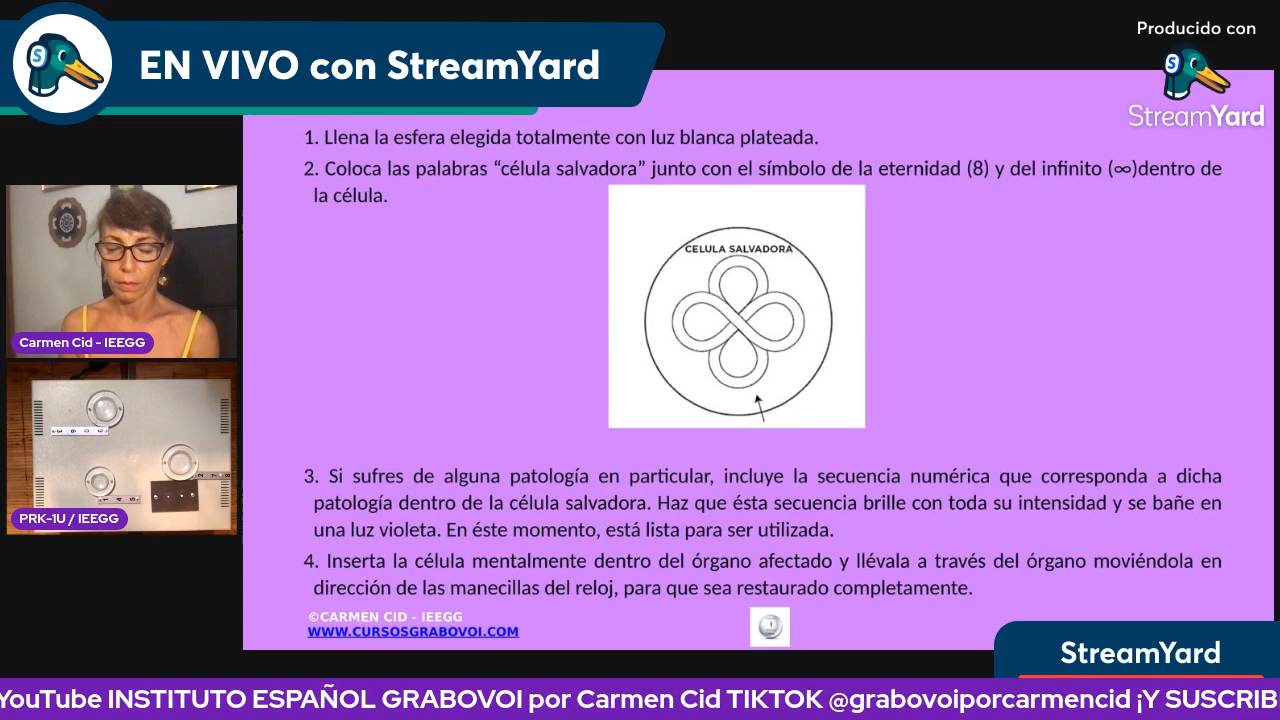 EN VIVO con StreamYard
Producido con
StreamYard
1. Llena la esfera elegida totalmente con luz blanca plateada.
2. Coloca las palabras “célula salvadora” junto con el símbolo de la eternidad (8) y del infinito (∞)dentro de
la célula.
CELULA SALVADORA
Carmen Cid - IEEGG
PRK-1U / IEEGG
3. Si sufres de alguna patología en particular, incluye la secuencia numérica que corresponde a dicha
patología dentro de la célula salvadora. Haz que esta secuencia brille con toda su intensidad y se bañe en
una luz violeta. En éste momento, está lista para ser utilizada.
4. Inserta la célula mentalmente dentro del órgano afectado y llévala a través del órgano moviéndola en
dirección de las manecillas del reloj, para que sea restaurado completamente.
©CARMEN CID - IEEGG
WWW.CURSOSGRABOVOI.COM
StreamYard
YouTube INSTITUTO ESPAÑOL GRABOVOI por Carmen Cid TIKTOK @grabovoiporcarmencid ¡Y SUSCRIB